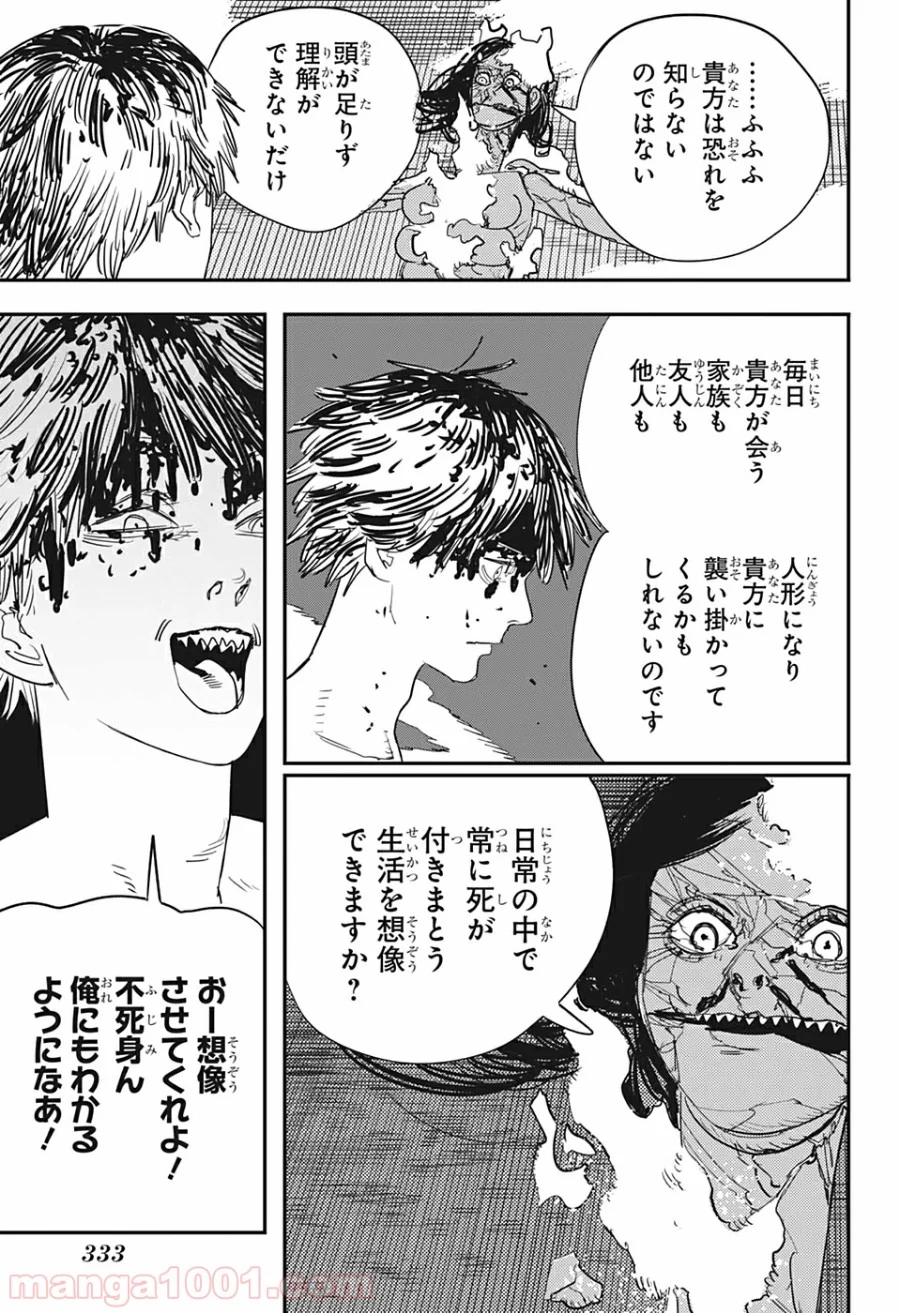 ……ふふふ
貴方は恐れを
知らない
のではない
頭が足りず
理解が
できないだけ
毎日
貴方が会う
家族も
友人も
他人も
人形になり
貴方に
襲い掛かって
くるかも
しれないのです
日常の中で
常に死が
付きまとう
生活を想像
できますか？
おー想像
させてくれよ！
不死身ん
俺にもわかる
ようになあ！
333
manga1001.com